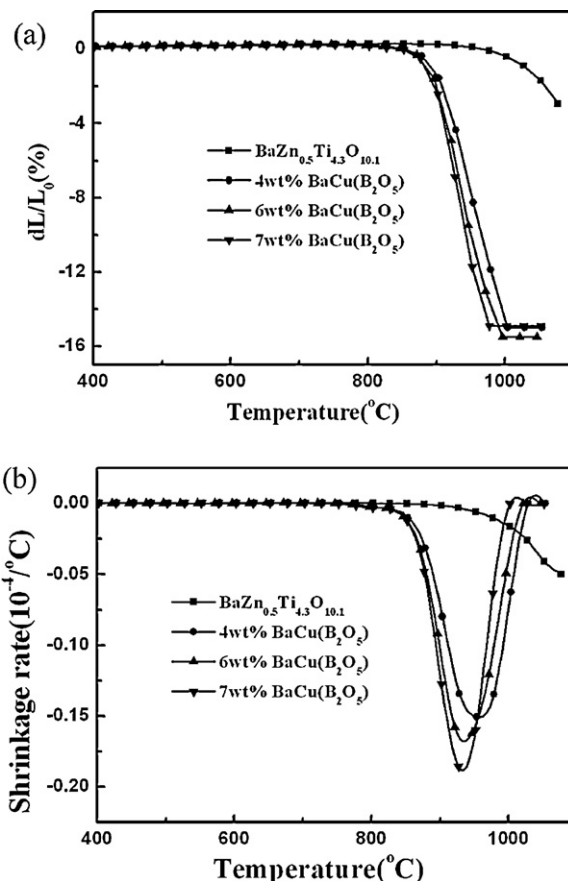 (a)
0
-4
-8
-12
-16
dL/L₀(%)
BaZn₀.₅Ti₄.₃O₁₀.₁
4wt% BaCu(B₂O₅)
6wt% BaCu(B₂O₅)
7wt% BaCu(B₂O₅)
400 600 800 1000
Temperature(°C)
(b)
0.00
-0.05
-0.10
-0.15
-0.20
Shrinkage rate(10⁻⁴/°C)
BaZn₀.₅Ti₄.₃O₁₀.₁
4wt% BaCu(B₂O₅)
6wt% BaCu(B₂O₅)
7wt% BaCu(B₂O₅)
400 600 800 1000
Temperature(°C)